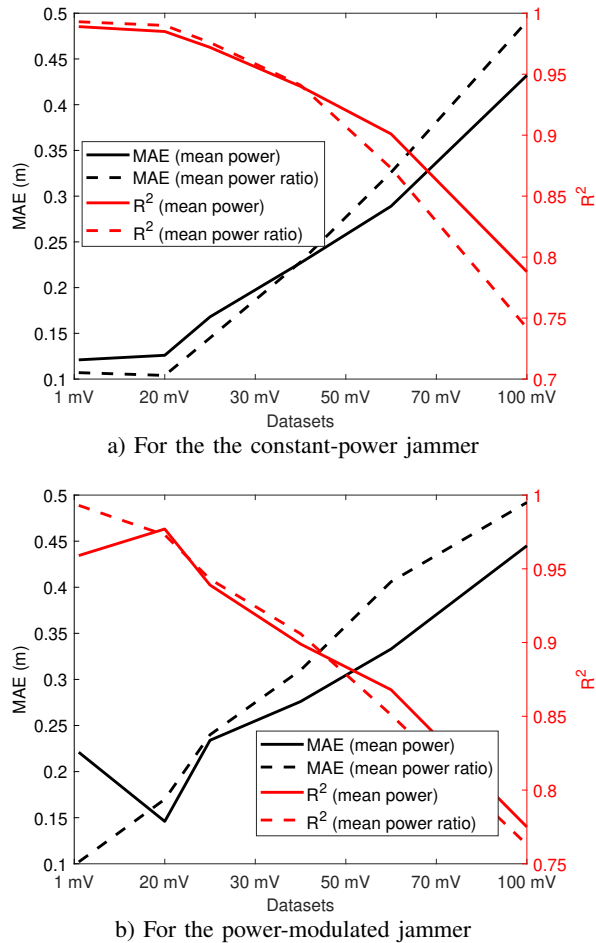 0.5
0.45
0.4
0.35
0.3
0.25
0.2
0.15
0.1
MAE (m)
1
0.95
0.9
0.85
0.8
0.75
0.7
R²
MAE (mean power)
MAE (mean power ratio)
R² (mean power)
R² (mean power ratio)
1 mV 20 mV 30 mV 50 mV 70 mV 100 mV
Datasets
a) For the the constant-power jammer
0.5
0.45
0.4
0.35
0.3
0.25
0.2
0.15
0.1
MAE (m)
1
0.95
0.9
0.85
0.8
0.75
R²
MAE (mean power)
MAE (mean power ratio)
R² (mean power)
R² (mean power ratio)
1 mV 20 mV 30 mV 50 mV 70 mV 100 mV
Datasets
b) For the power-modulated jammer